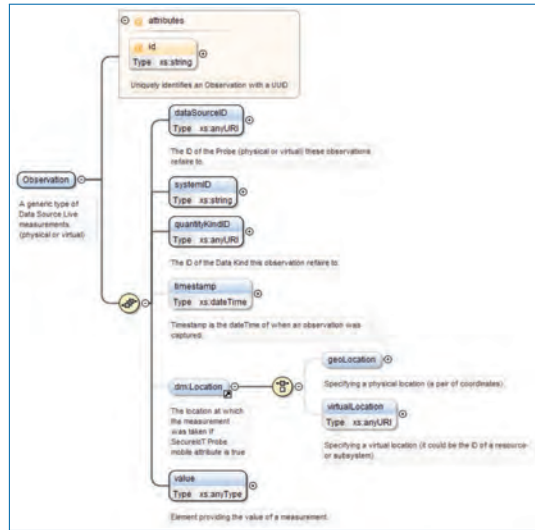 attributes
id
Type xs:string
Uniquely identifies an Observation with a UUID
dataSourceID
Type xs:anyURI
The ID of the Probe (physical or virtual) these observations
refaire to.
Observation
A generic type of
Data Source Live
measurements.
(physical or virtual)
systemID
Type xs:string
quantityKindID
Type xs:anyURI
The ID of the Data Kind this observation refaire to.
timestamp
Type xs:dateTime
Timestamp is the dateTime of when an observation was
captured.
dm:Location
The location at which
the measurement
was taken if
SecureIoT Probe
mobile attribute is true
geoLocation
Specifying a physical location (a pair of coordinates)
virtualLocation
Type xs:anyURI
Specifying a virtual location (it could be the ID of a resource
or subsystem)
value
Type xs:anyType
Element providing the value of a measurement.